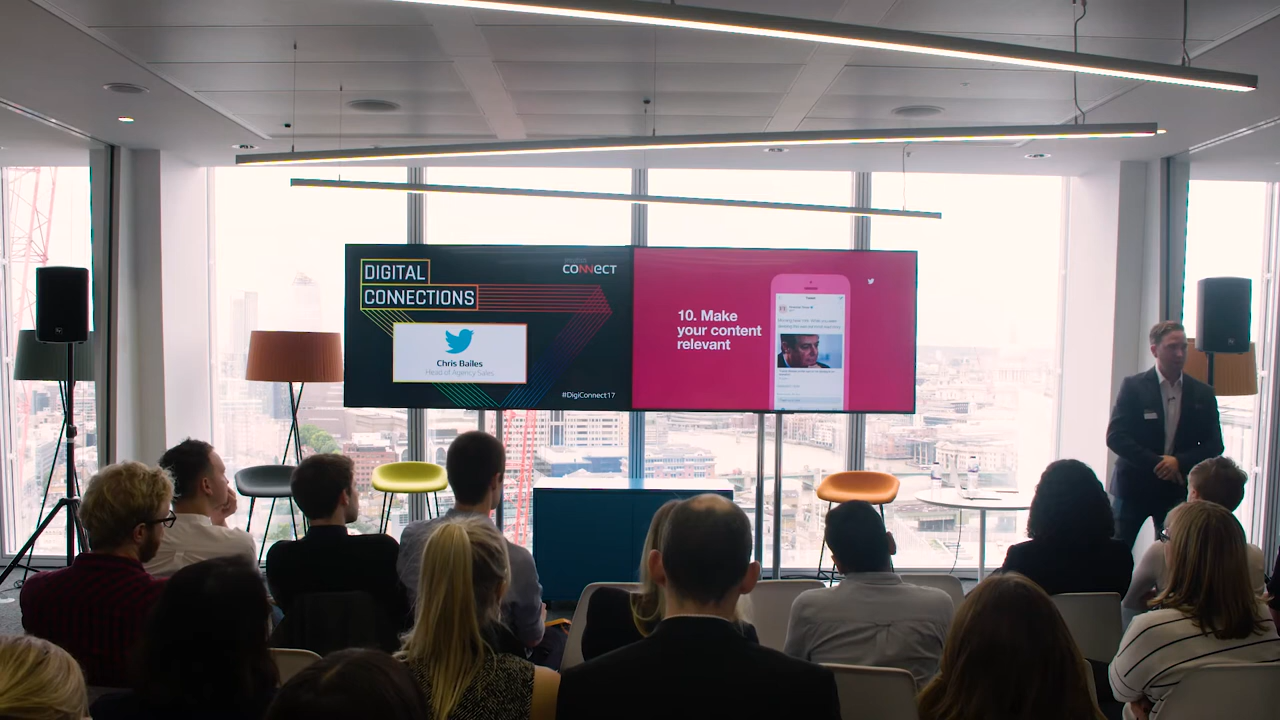 DIGITAL
CONNECTIONS
CONNECT
Chris Bailes
Head of Agency Sales
#DigiConnect17
10. Make
your content
relevant